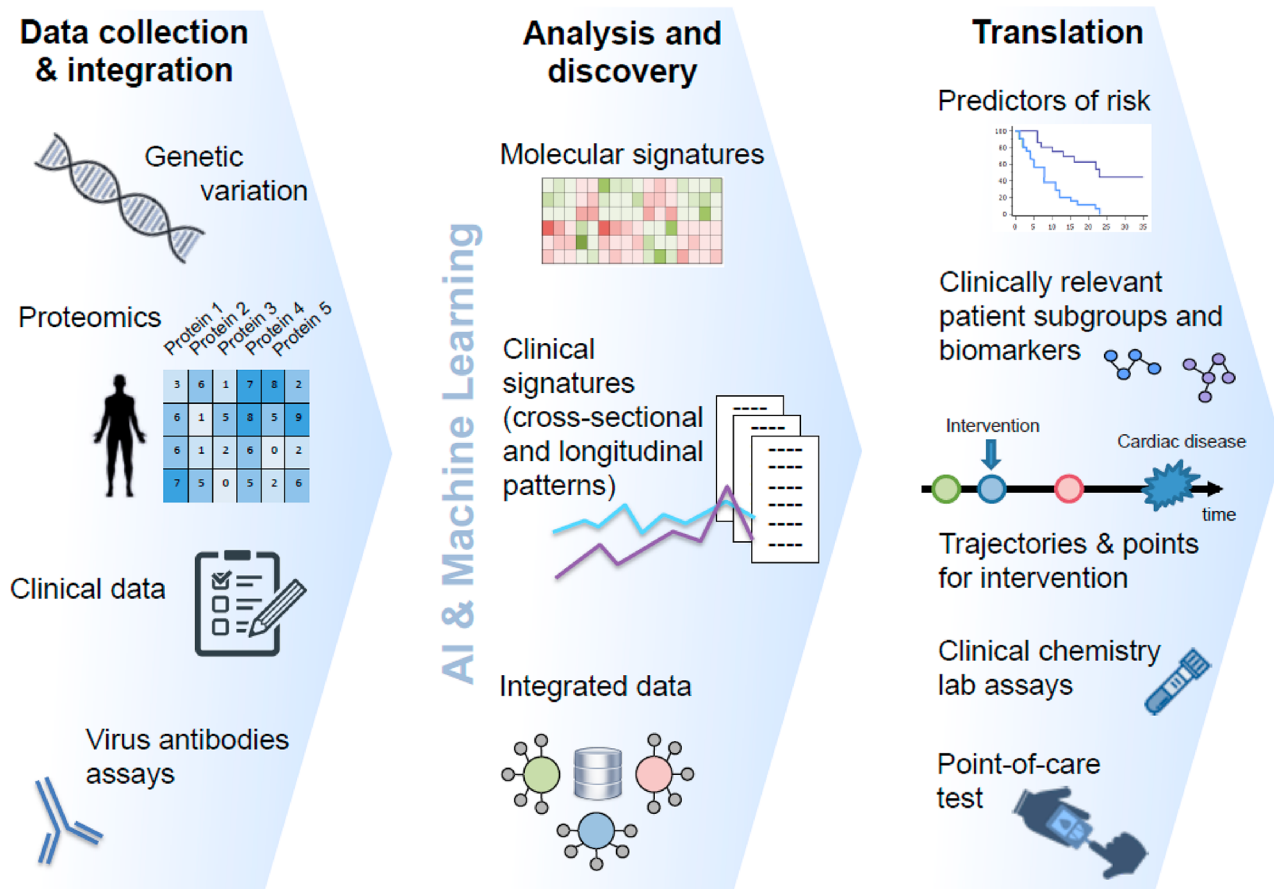 Data collection
& integration
Genetic
variation
Proteomics
Protein 1
Protein 2
Protein 3
Protein 4
Protein 5
3 6 1 7 8 2
6 1 5 8 5 9
6 1 2 6 0 2
7 5 0 5 2 6
Clinical data
Virus antibodies
assays
AI & Machine Learning
Analysis and
discovery
Molecular signatures
Clinical
signatures
(cross-sectional
and longitudinal
patterns)
Integrated data
Translation
Predictors of risk
100
80
60
40
20
0
0 5 10 15 20 25 30 35
Clinically relevant
patient subgroups and
biomarkers
Intervention
Cardiac disease
time
Trajectories & points
for intervention
Clinical chemistry
lab assays
Point-of-care
test